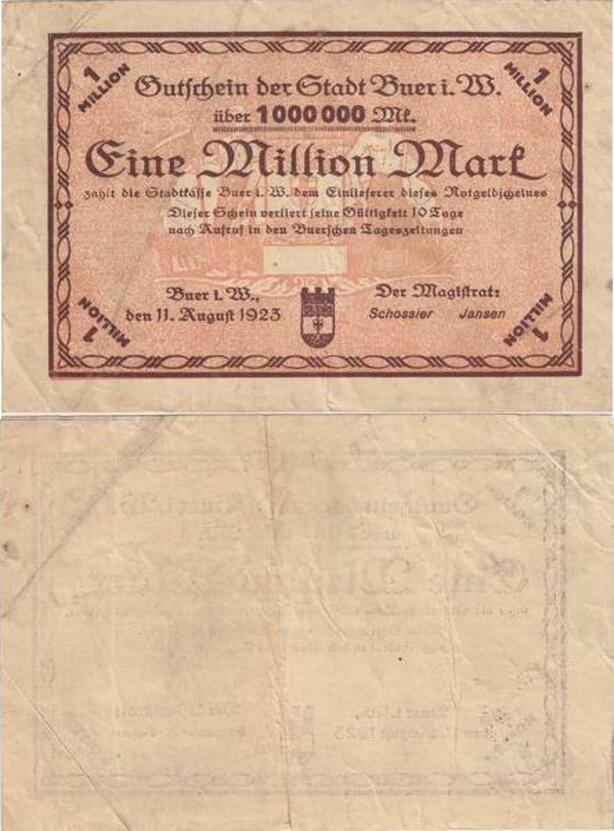 1 MILLION
1 MILLION
Gutschein der Stadt Buer i. W.
über 1000000 Mk.
Eine Million Mark
zahlt die Stadtkasse Buer i. W. dem Einlieferer dieses Notgeldscheines
Dieser Schein verliert seine Gültigkeit 10 Tage
nach Aufruf in den Buerschen Tageszeitungen
Buer i. W.,
den 11. August 1923
Der Magistrat:
Schossier Jansen
1 MILLION
1 MILLION